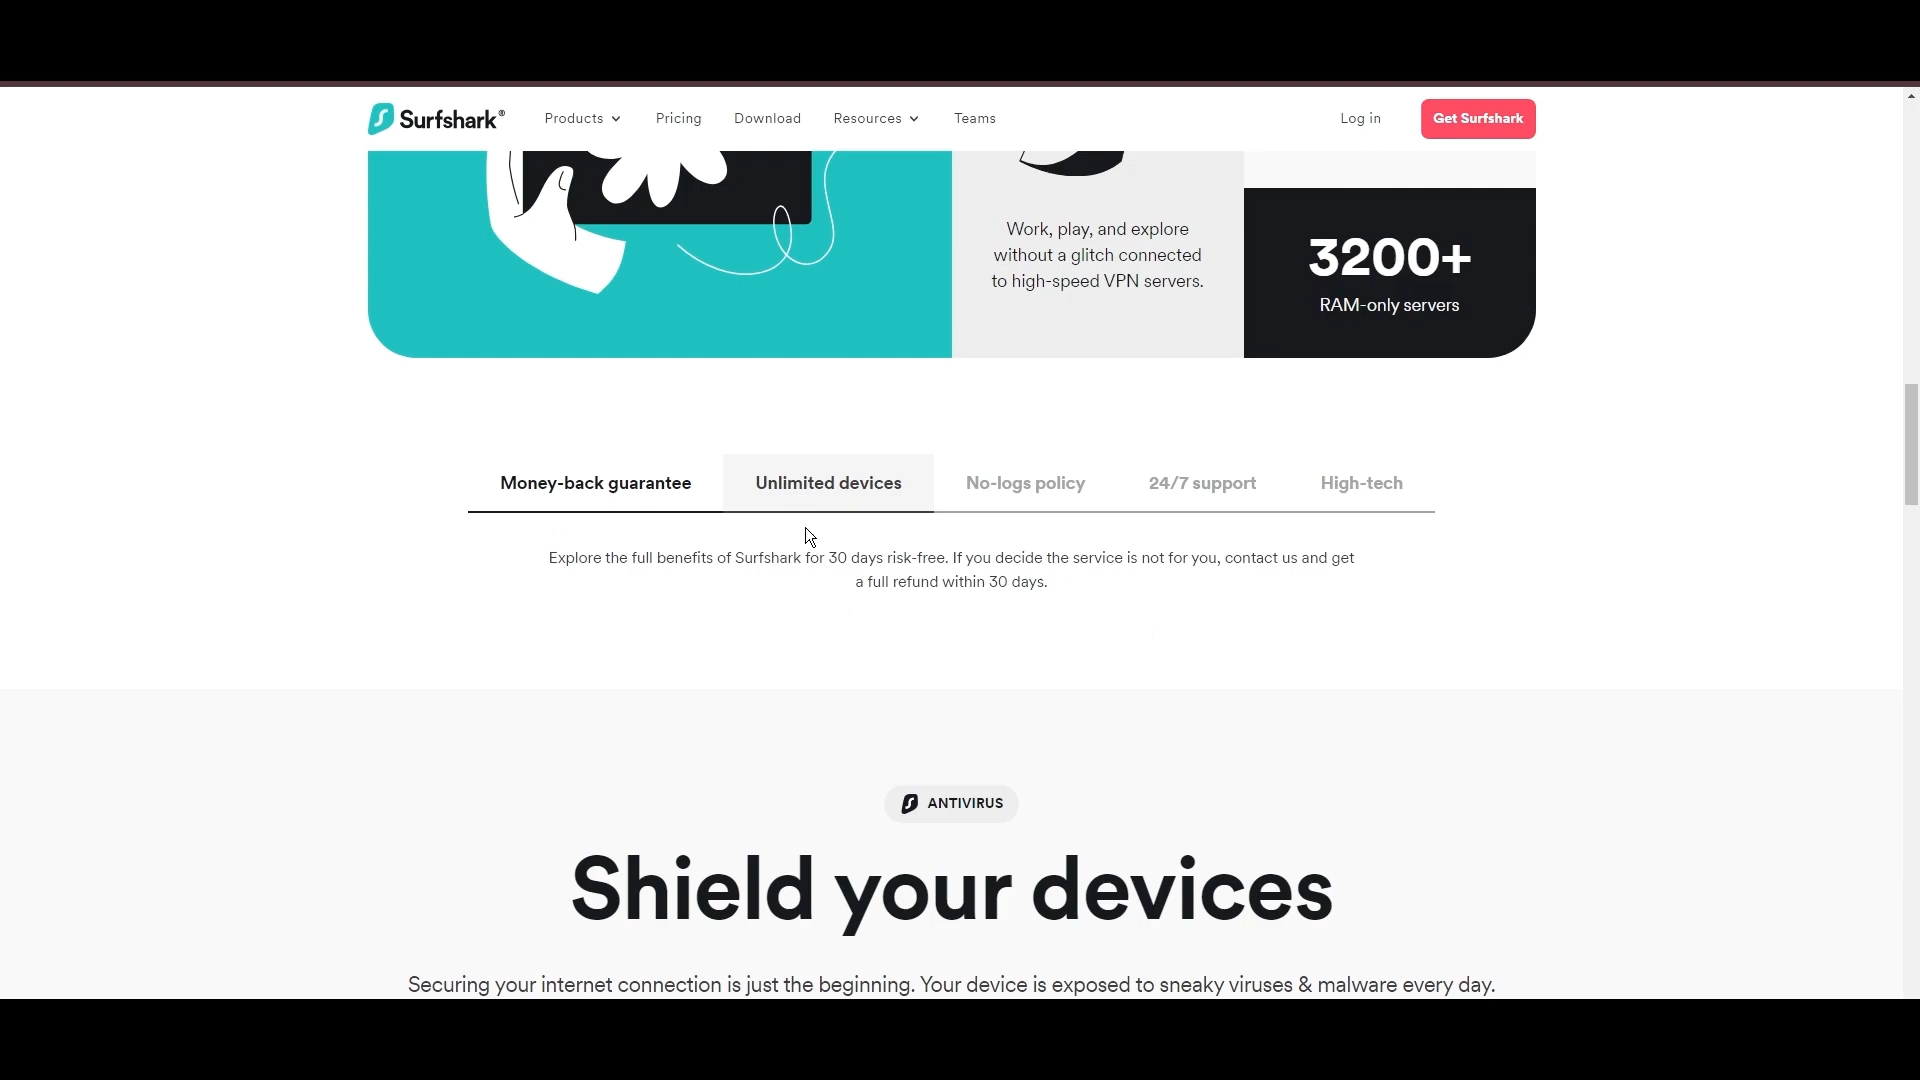 Surfshark®
Products
Pricing
Download
Resources
Teams
Log in
Get Surfshark
Work, play, and explore
without a glitch connected
to high-speed VPN servers.
3200+
RAM-only servers
Money-back guarantee
Unlimited devices
No-logs policy
24/7 support
High-tech
Explore the full benefits of Surfshark for 30 days risk-free. If you decide the service is not for you, contact us and get
a full refund within 30 days.
ANTIVIRUS
Shield your devices
Securing your internet connection is just the beginning. Your device is exposed to sneaky viruses & malware every day.